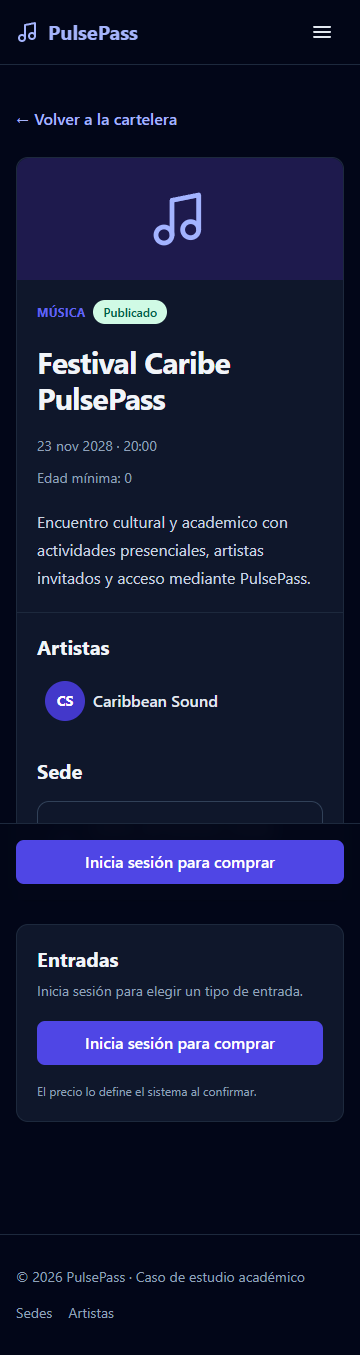 PulsePass
← Volver a la cartelera
MÚSICA Publicado
Festival Caribe
PulsePass
23 nov 2028 · 20:00
Edad mínima: 0
Encuentro cultural y academico con
actividades presenciales, artistas
invitados y acceso mediante PulsePass.
Artistas
CS Caribbean Sound
Sede
Inicia sesión para comprar
Entradas
Inicia sesión para elegir un tipo de entrada.
Inicia sesión para comprar
El precio lo define el sistema al confirmar.
© 2026 PulsePass · Caso de estudio académico
Sedes Artistas